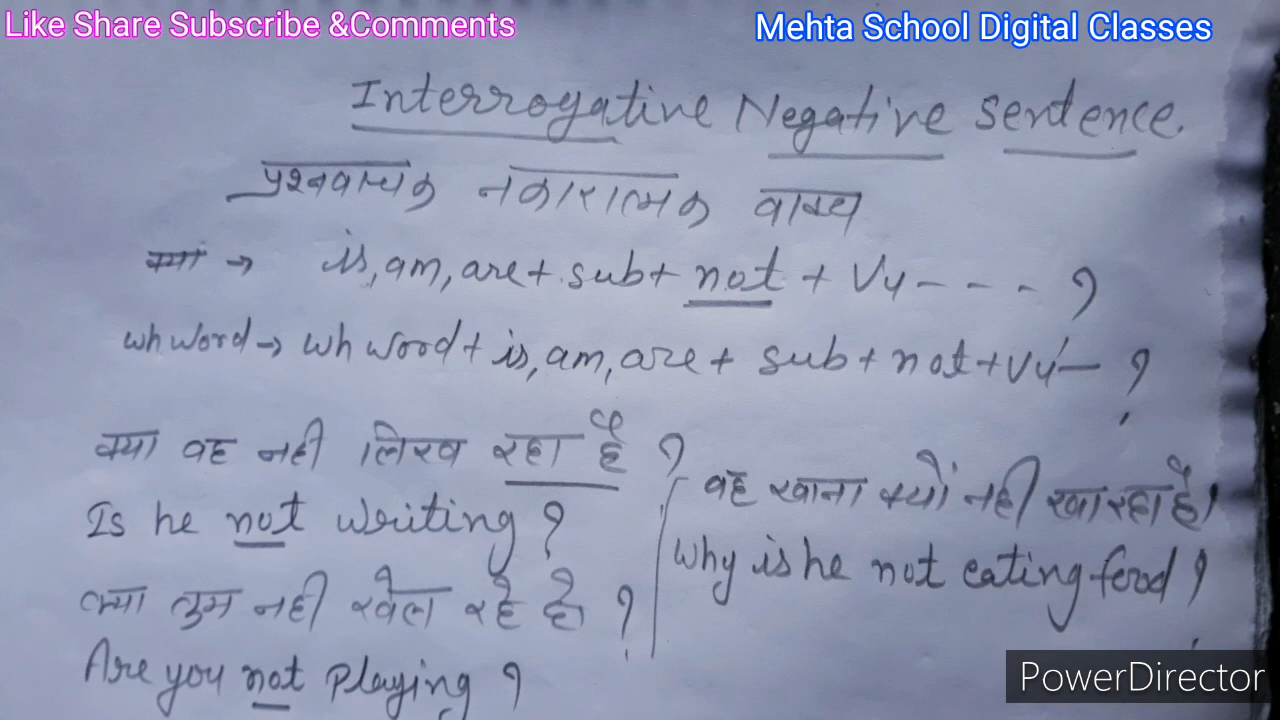 Like Share Subscribe &Comments
Mehta School Digital Classes
Interrogative Negative Sentence.
प्रश्नवाचक नकारात्मक वाक्य
क्या → is, am, are + sub + not + V4 - - - ?
wh word → wh word + is, am, are + sub + not + V4 - ?
क्या वह नही लिख रहा है ?
Is he not writing ?
क्या तुम नही खेल रहे हो ?
Are you not playing ?
वह खाना क्यों नही खा रहा है।
Why is he not eating food ?
PowerDirector